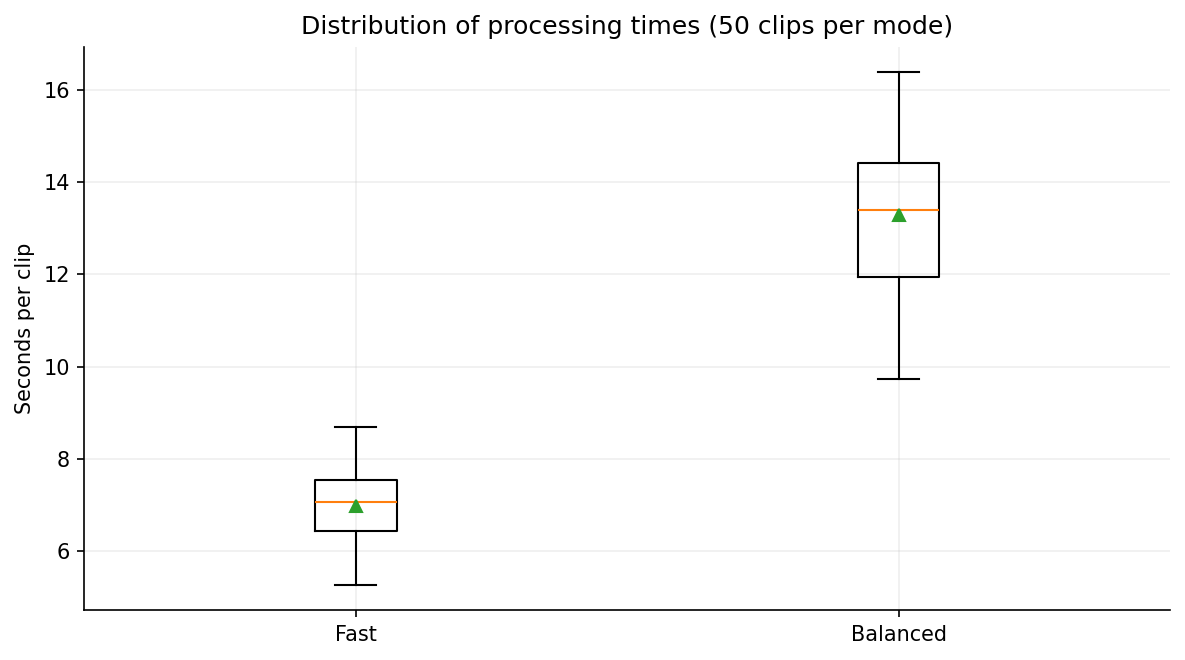 Distribution of processing times (50 clips per mode)
Seconds per clip
16
14
12
10
8
6
Fast
Balanced